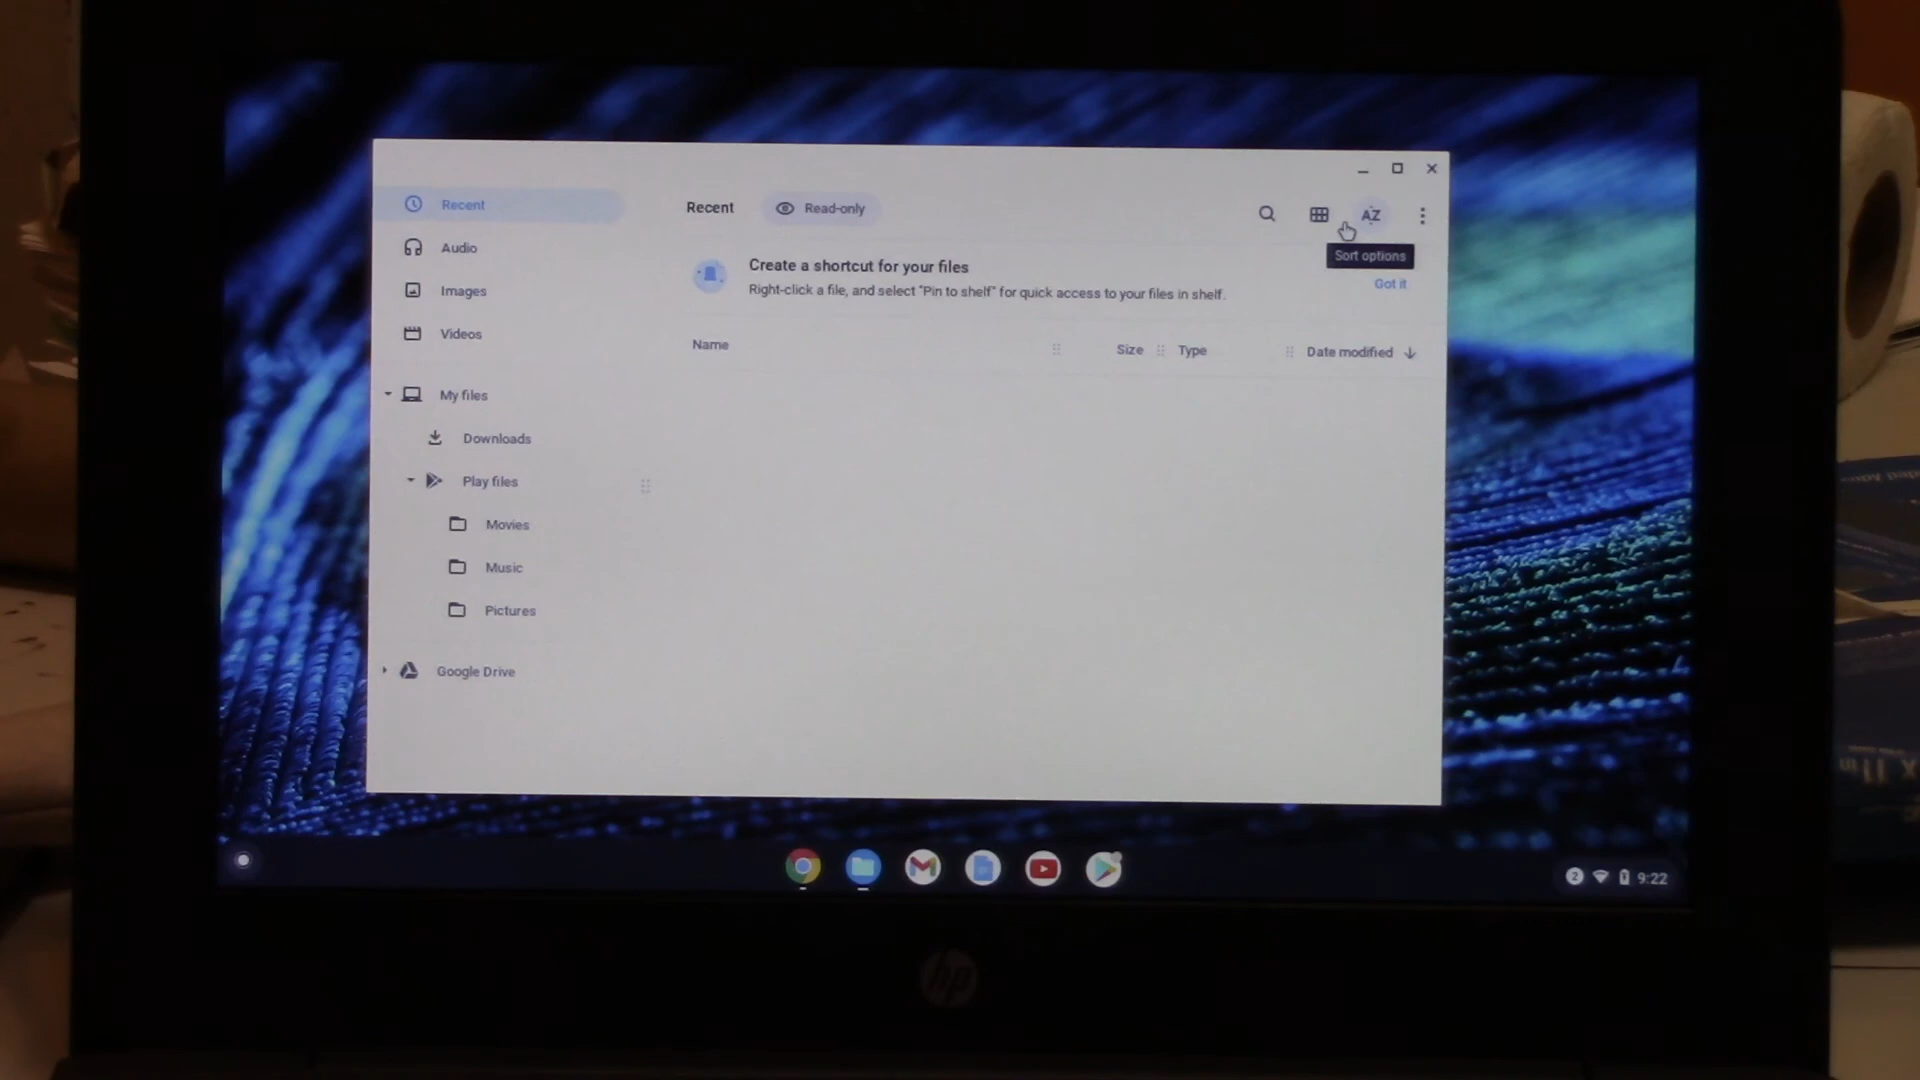 Recent
Audio
Images
Videos
My files
Downloads
Play files
Movies
Music
Pictures
Google Drive
Recent
Read-only
AZ
Sort options
Create a shortcut for your files
Right-click a file, and select "Pin to shelf" for quick access to your files in shelf.
Got it
Name
Size
Type
Date modified
2
9:22
hp